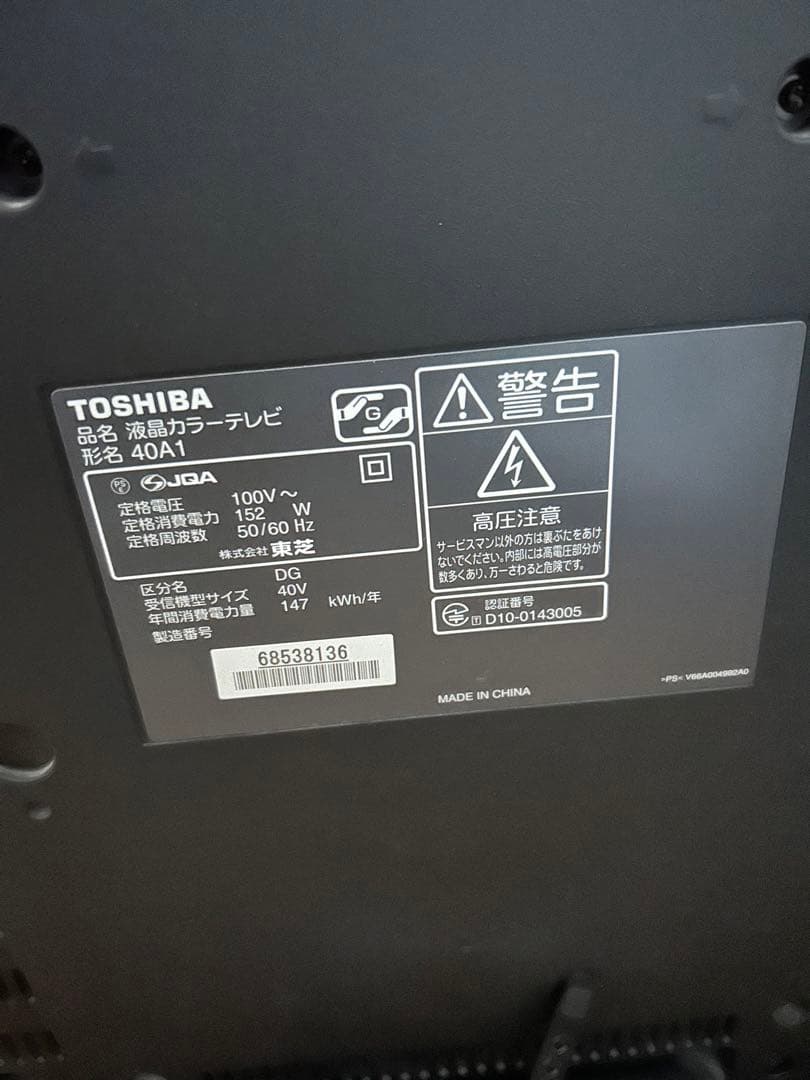 TOSHIBA
品名 液晶カラーテレビ
形名 40A1
G
PS
E
JQA
定格電圧 100V～
定格消費電力 152 W
定格周波数 50/60 Hz
株式会社 東芝
区分名 DG
受信機型サイズ 40V
年間消費電力量 147 kWh/年
製造番号
68538136
警告
高圧注意
サービスマン以外の方は裏ぶたをあけ
ないでください。内部には高電圧部分が
数多くあり、万一さわると危険です。
認証番号
T D10-0143005
MADE IN CHINA
>PS< V66A004992A0